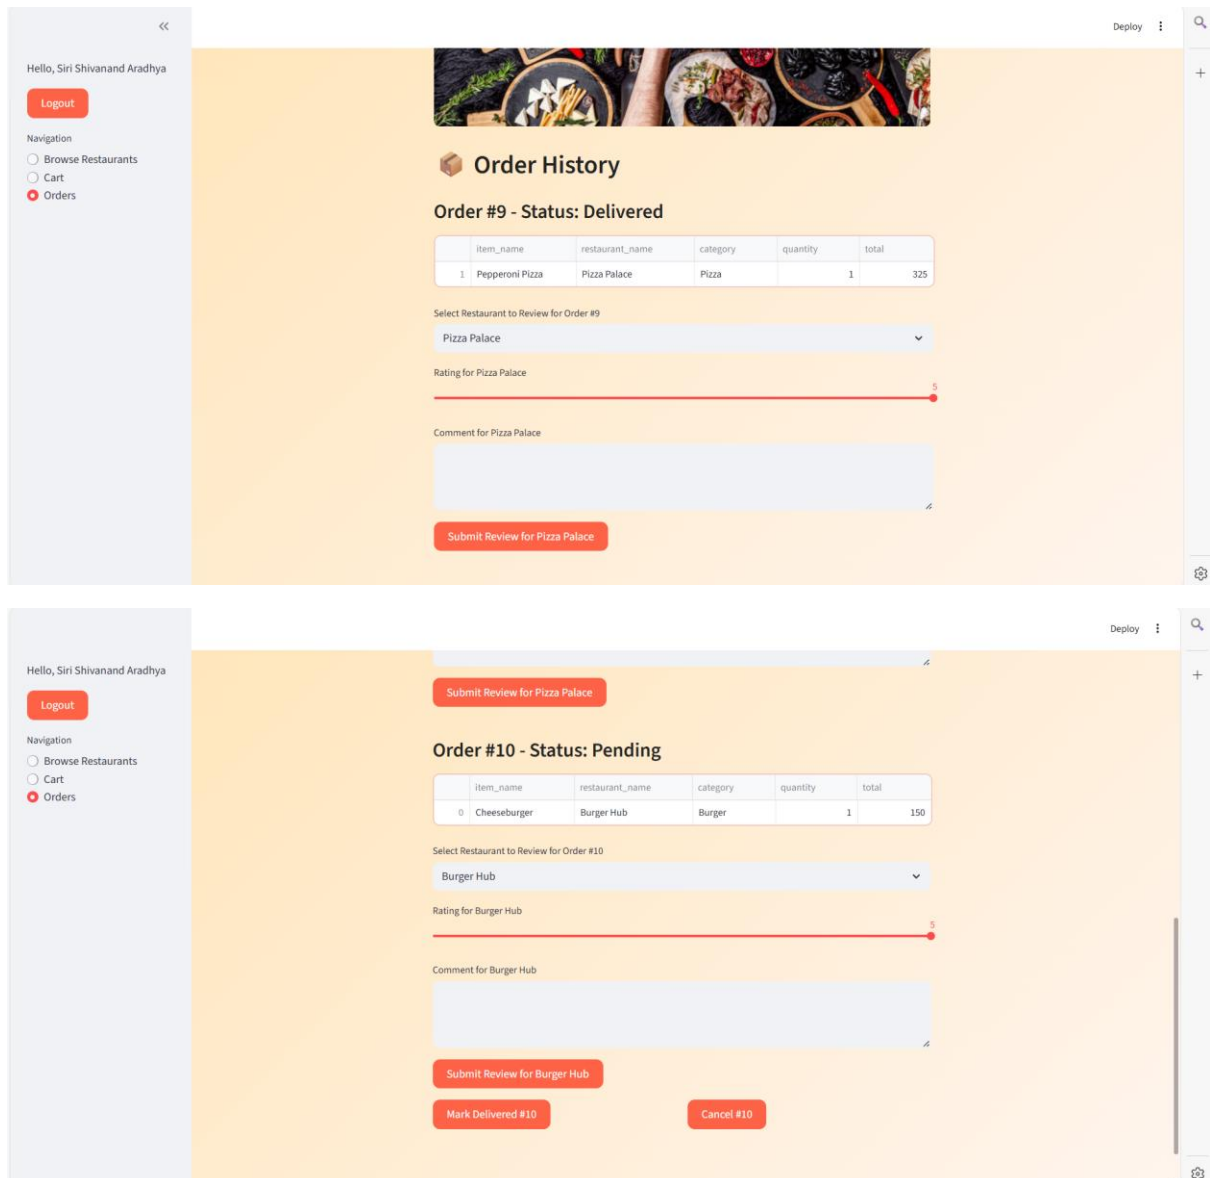 Deploy
Hello, Siri Shivanand Aradhya
Logout
Navigation
Browse Restaurants
Cart
Orders
Order History
Order #9 - Status: Delivered
item_name restaurant_name category quantity total
1 Pepperoni Pizza Pizza Palace Pizza 1 325
Select Restaurant to Review for Order #9
Pizza Palace
Rating for Pizza Palace
5
Comment for Pizza Palace
Submit Review for Pizza Palace
Deploy
Hello, Siri Shivanand Aradhya
Logout
Navigation
Browse Restaurants
Cart
Orders
Submit Review for Pizza Palace
Order #10 - Status: Pending
item_name restaurant_name category quantity total
0 Cheeseburger Burger Hub Burger 1 150
Select Restaurant to Review for Order #10
Burger Hub
Rating for Burger Hub
5
Comment for Burger Hub
Submit Review for Burger Hub
Mark Delivered #10 Cancel #10